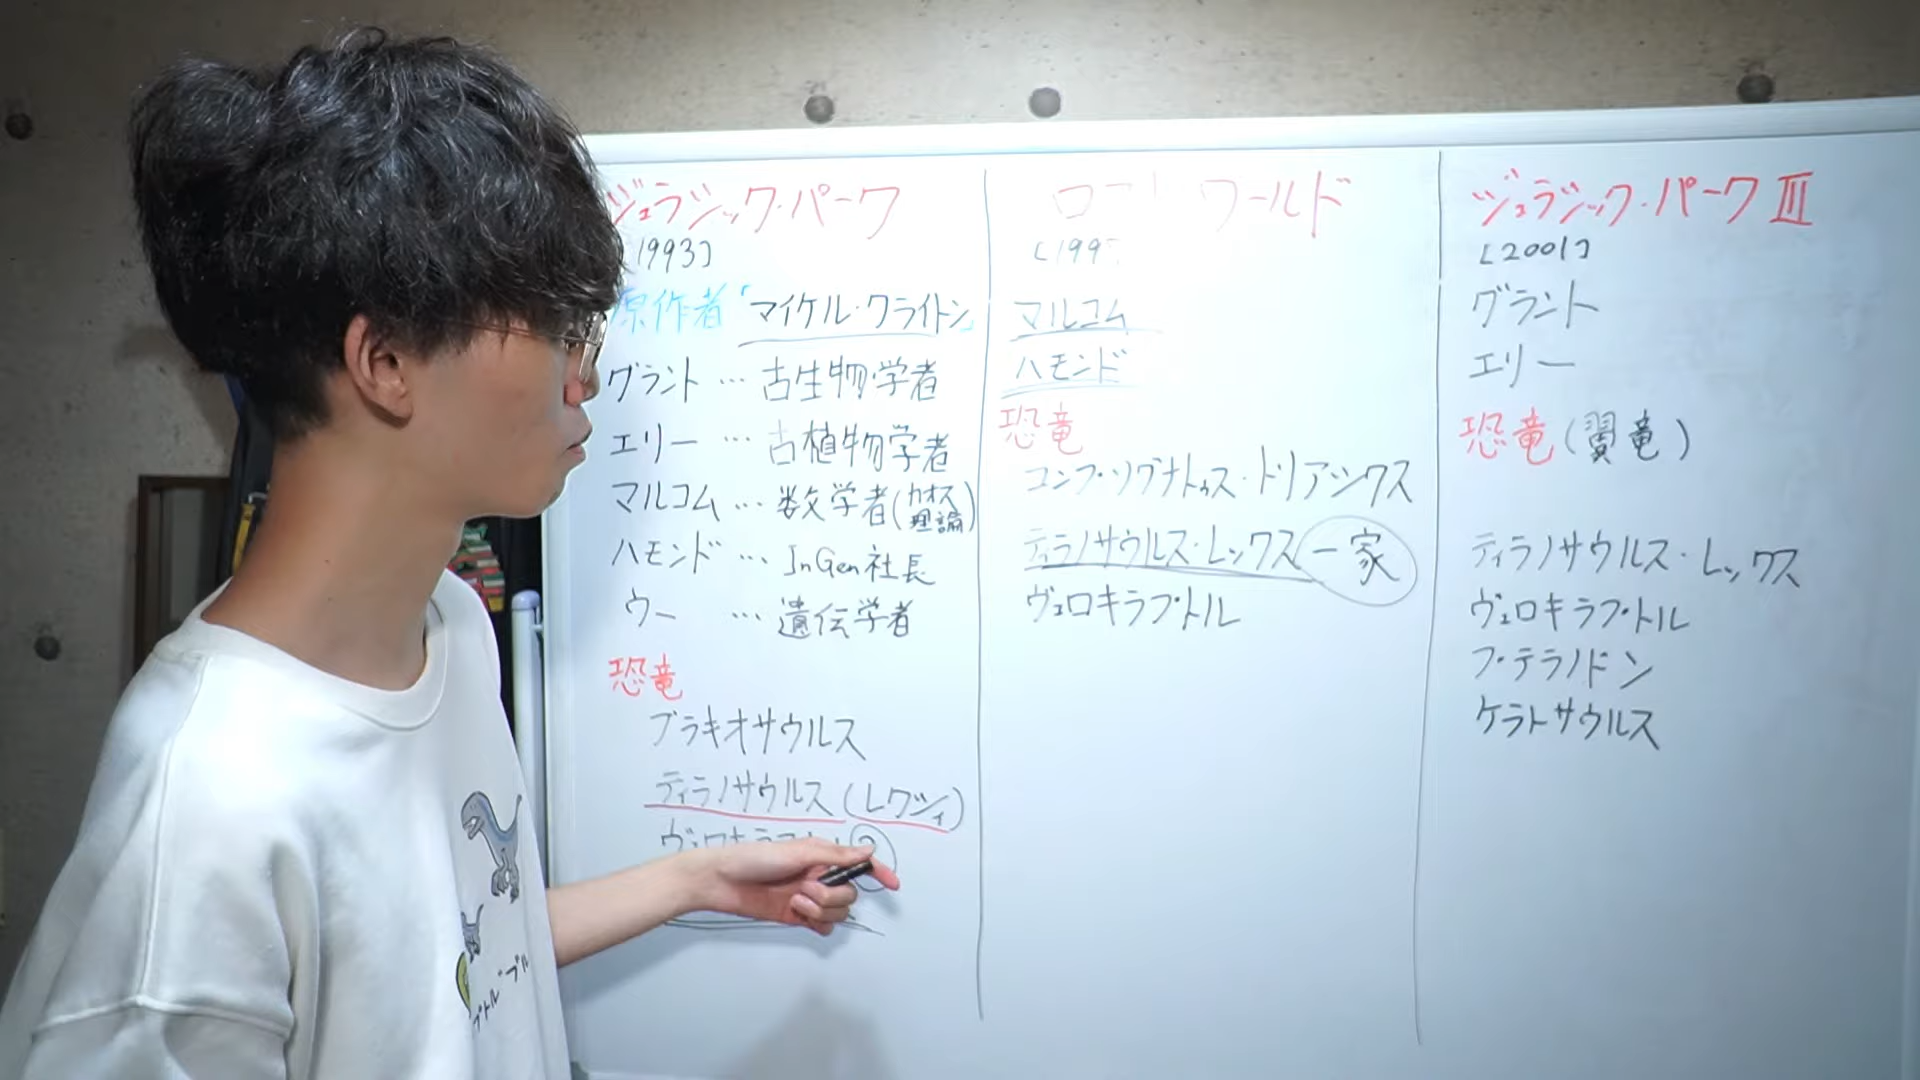 ジュラシック・パーク
1993]
原作者「マイケル・クライトン」
グラント … 古生物学者
エリー … 古植物学者
マルコム … 数学者(カオス理論)
ハモンド … InGen社長
ウー … 遺伝学者
恐竜
ブラキオサウルス
ティラノサウルス(レクシィ)
ワールド
[199
マルコム
ハモンド
恐竜
コンプソグナトゥス・トリアシクス
ティラノサウルス・レックス一家
ヴェロキラプトル
ジュラシック・パークⅢ
[2001]
グラント
エリー
恐竜(翼竜)
ティラノサウルス・レックス
ヴェロキラプトル
プテラノドン
ケラトサウルス